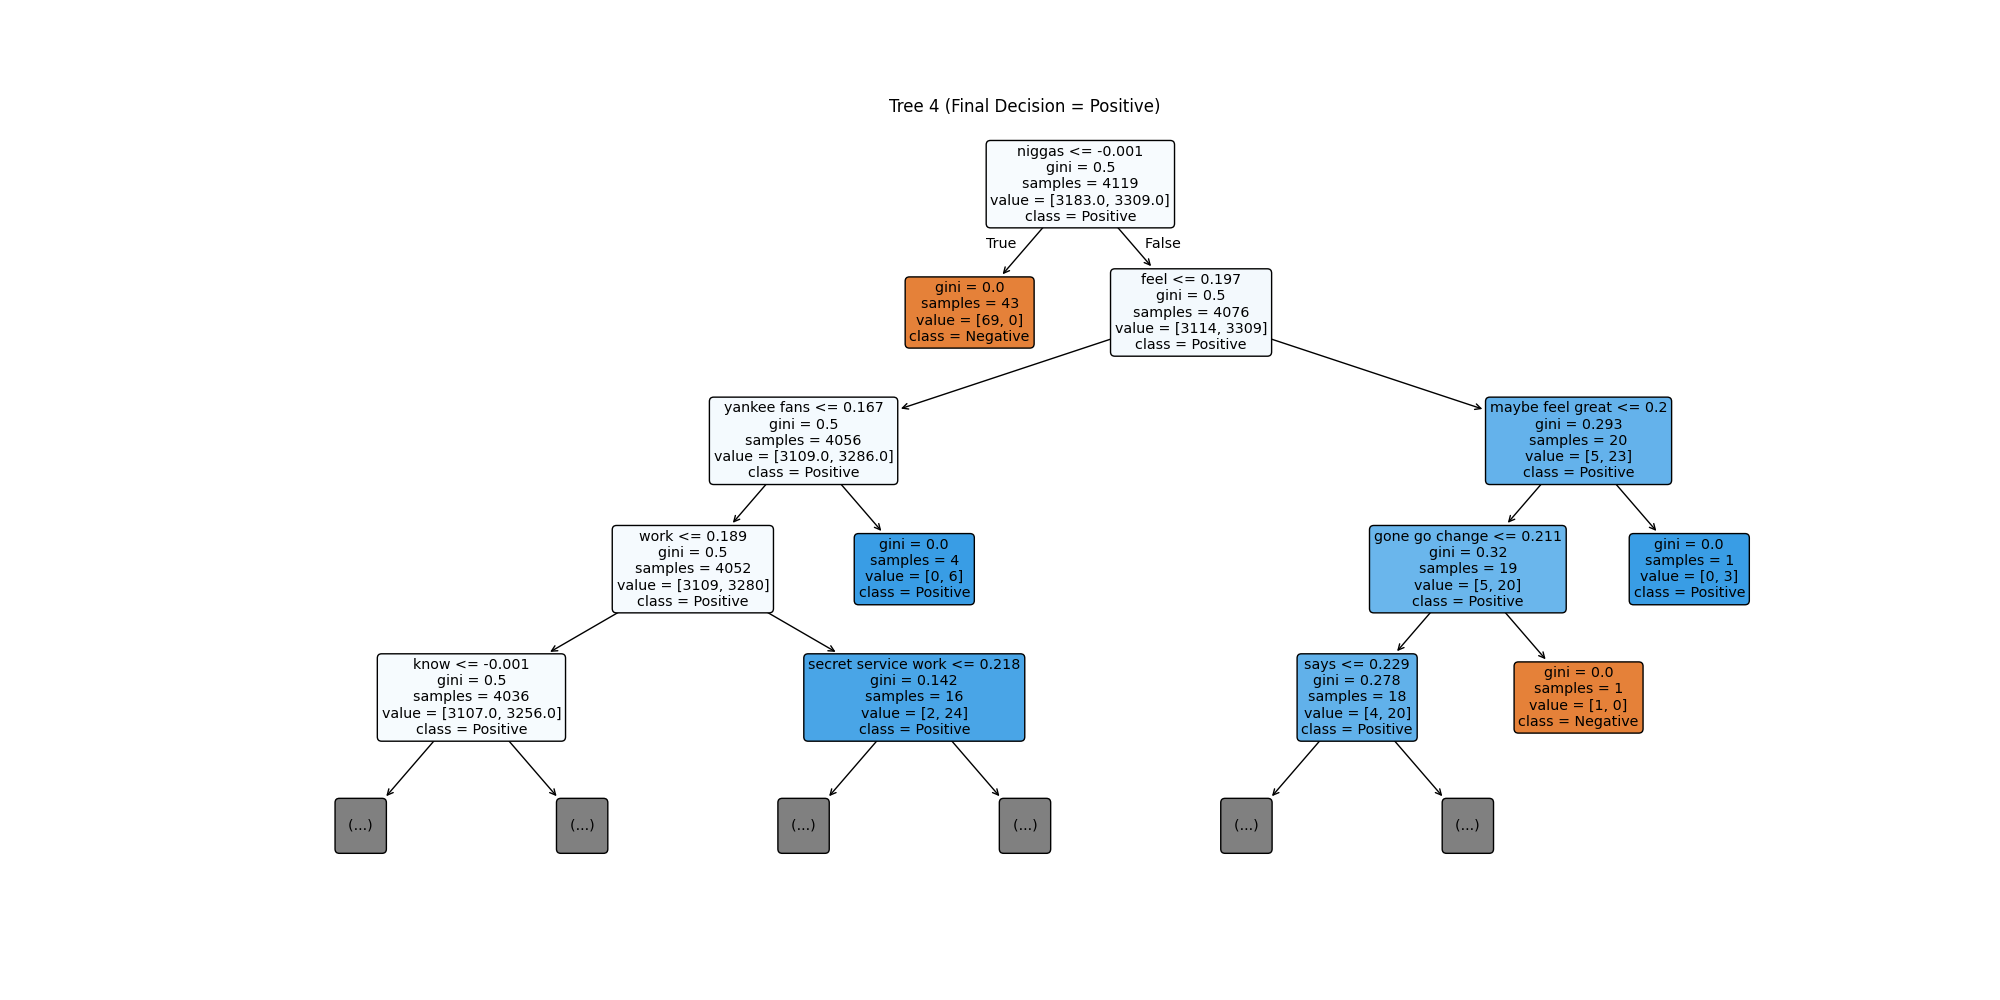 Tree 4 (Final Decision = Positive)
niggas <= -0.001
gini = 0.5
samples = 4119
value = [3183.0, 3309.0]
class = Positive
True
False
gini = 0.0
samples = 43
value = [69, 0]
class = Negative
feel <= 0.197
gini = 0.5
samples = 4076
value = [3114, 3309]
class = Positive
yankee fans <= 0.167
gini = 0.5
samples = 4056
value = [3109.0, 3286.0]
class = Positive
maybe feel great <= 0.2
gini = 0.293
samples = 20
value = [5, 23]
class = Positive
work <= 0.189
gini = 0.5
samples = 4052
value = [3109, 3280]
class = Positive
gini = 0.0
samples = 4
value = [0, 6]
class = Positive
gone go change <= 0.211
gini = 0.32
samples = 19
value = [5, 20]
class = Positive
gini = 0.0
samples = 1
value = [0, 3]
class = Positive
know <= -0.001
gini = 0.5
samples = 4036
value = [3107.0, 3256.0]
class = Positive
secret service work <= 0.218
gini = 0.142
samples = 16
value = [2, 24]
class = Positive
says <= 0.229
gini = 0.278
samples = 18
value = [4, 20]
class = Positive
gini = 0.0
samples = 1
value = [1, 0]
class = Negative
(...)
(...)
(...)
(...)
(...)
(...)